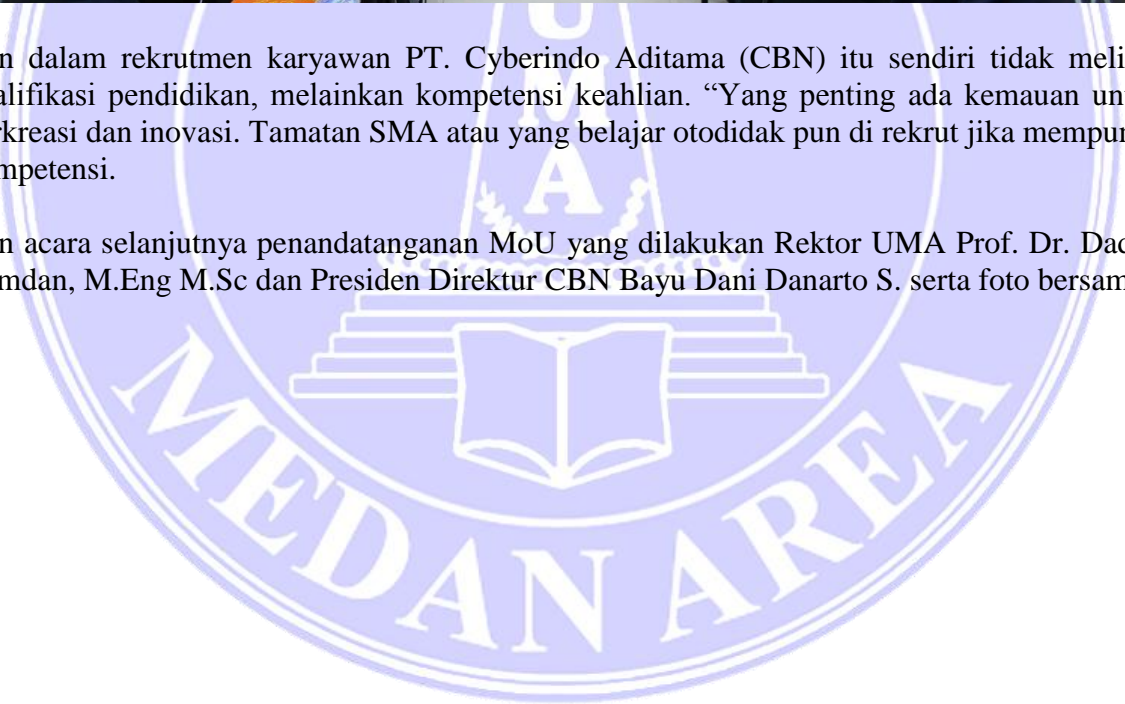 U
M
A
n dalam rekrutmen karyawan PT. Cyberindo Aditama (CBN) itu sendiri tidak meli
alifikasi pendidikan, melainkan kompetensi keahlian. “Yang penting ada kemauan un
rkreasi dan inovasi. Tamatan SMA atau yang belajar otodidak pun di rekrut jika mempu
mpetensi.
n acara selanjutnya penandatanganan MoU yang dilakukan Rektor UMA Prof. Dr. Dad
mdan, M.Eng M.Sc dan Presiden Direktur CBN Bayu Dani Danarto S. serta foto bersam
MEDAN AREA